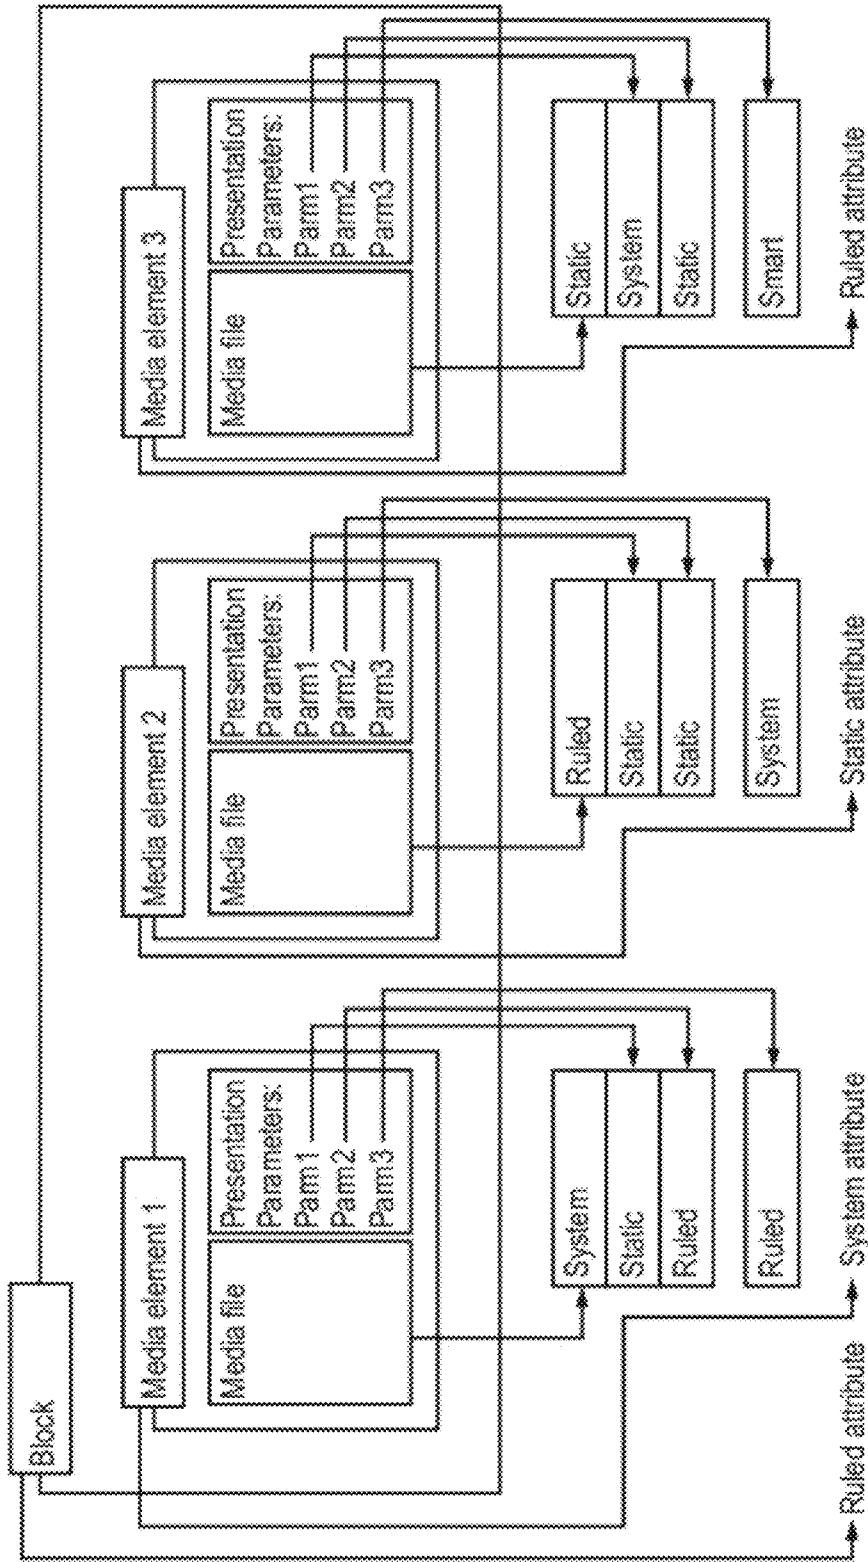 Block
Media element 1
Media file
Presentation
Parameters:
Parm1
Parm2
Parm3
System
Static
Ruled
Ruled
Media element 2
Media file
Presentation
Parameters:
Parm1
Parm2
Parm3
Ruled
Static
Static
System
Media element 3
Media file
Presentation
Parameters:
Parm1
Parm2
Parm3
Static
System
Static
Smart
Ruled attribute
System attribute
Static attribute
Ruled attribute